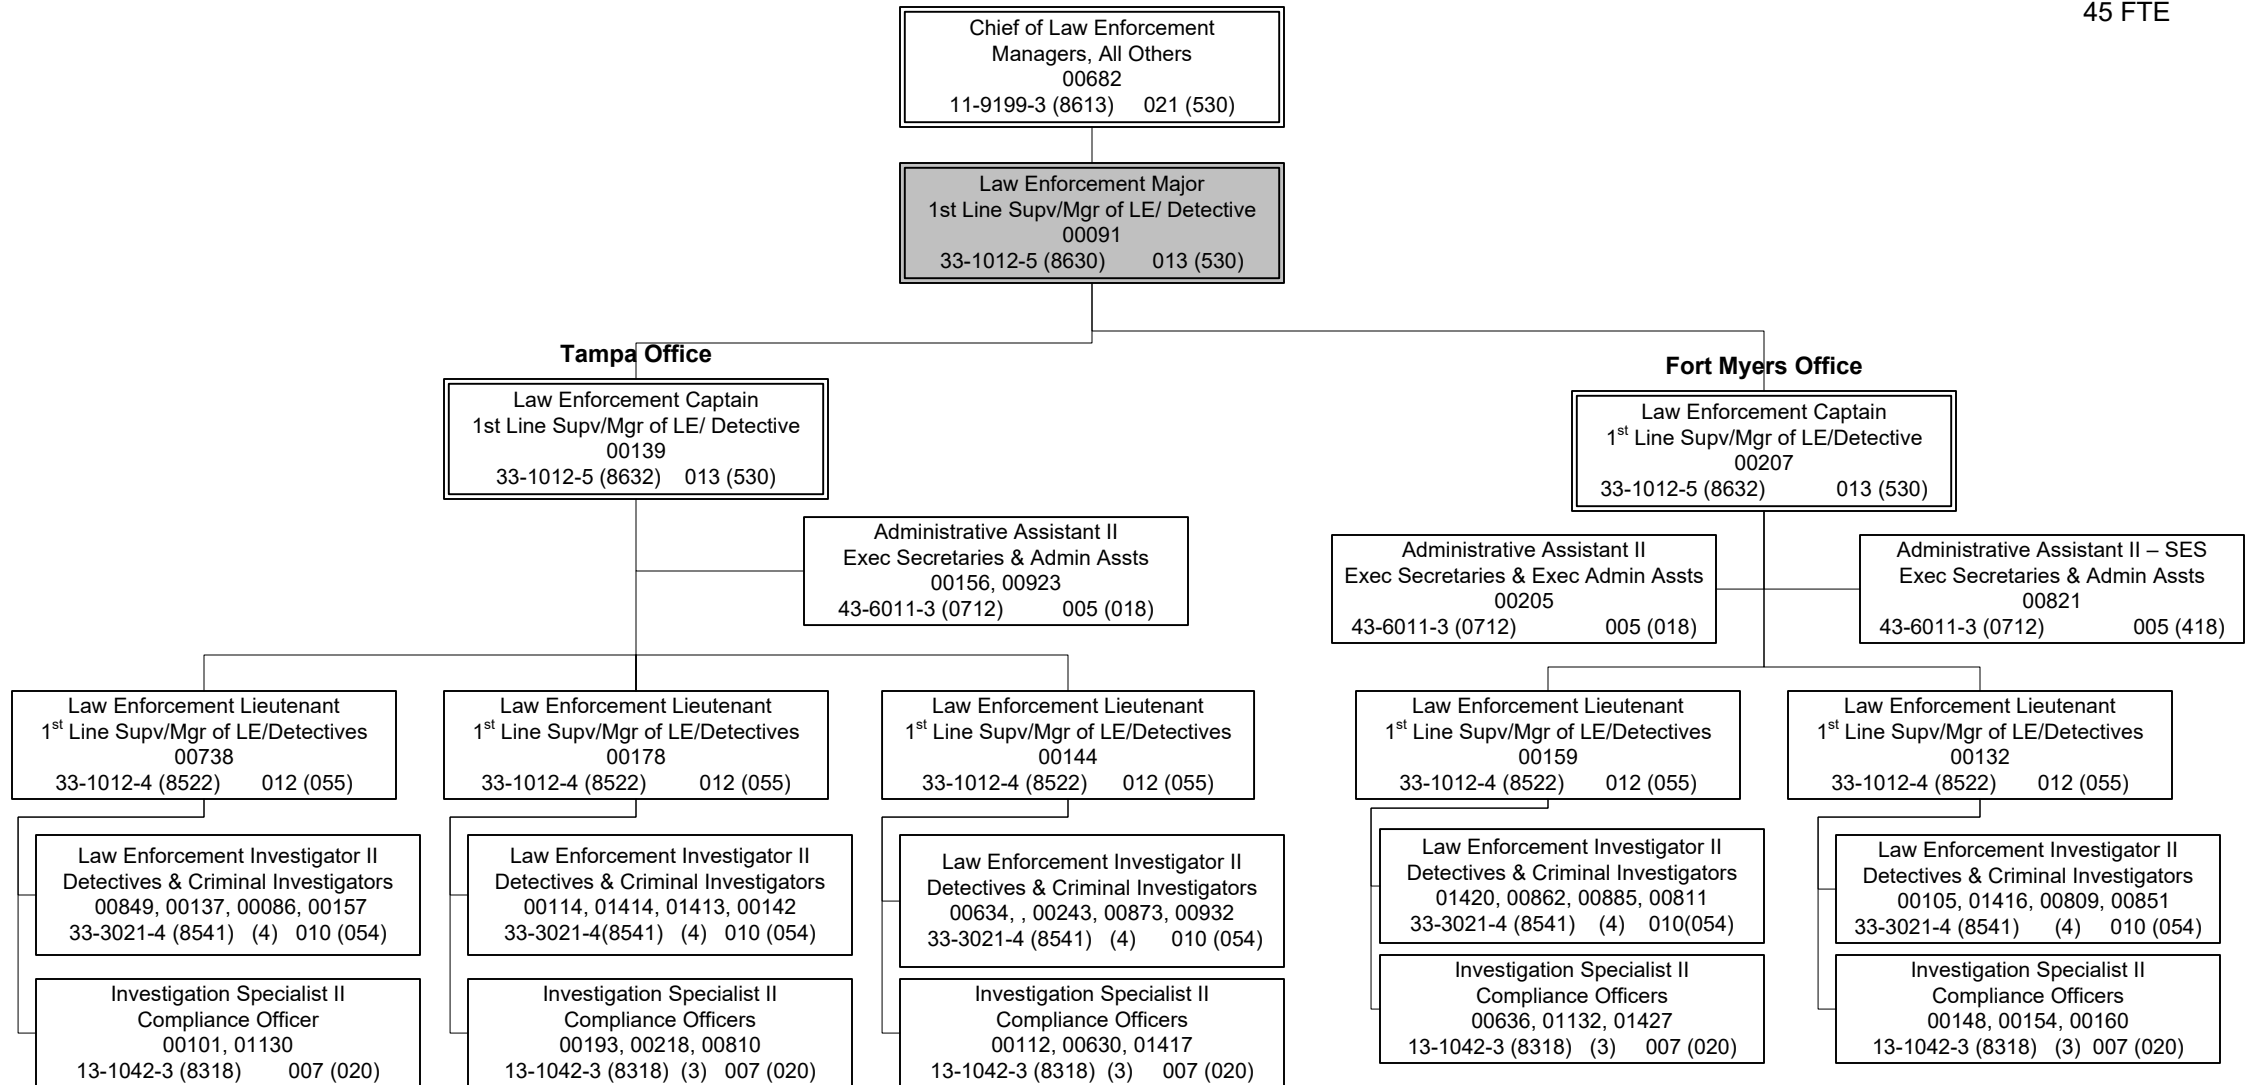 45 FTE
Chief of Law Enforcement
Managers, All Others
00682
11-9199-3 (8613) 021 (530)
Law Enforcement Major
1st Line Supv/Mgr of LE/ Detective
00091
33-1012-5 (8630) 013 (530)
Tampa Office
Law Enforcement Captain
1st Line Supv/Mgr of LE/ Detective
00139
33-1012-5 (8632) 013 (530)
Administrative Assistant II
Exec Secretaries & Admin Assts
00156, 00923
43-6011-3 (0712) 005 (018)
Law Enforcement Lieutenant
1st Line Supv/Mgr of LE/Detectives
00738
33-1012-4 (8522) 012 (055)
Law Enforcement Investigator II
Detectives & Criminal Investigators
00849, 00137, 00086, 00157
33-3021-4 (8541) (4) 010 (054)
Investigation Specialist II
Compliance Officer
00101, 01130
13-1042-3 (8318) 007 (020)
Law Enforcement Lieutenant
1st Line Supv/Mgr of LE/Detectives
00178
33-1012-4 (8522) 012 (055)
Law Enforcement Investigator II
Detectives & Criminal Investigators
00114, 01414, 01413, 00142
33-3021-4(8541) (4) 010 (054)
Investigation Specialist II
Compliance Officers
00193, 00218, 00810
13-1042-3 (8318) (3) 007 (020)
Law Enforcement Lieutenant
1st Line Supv/Mgr of LE/Detectives
00144
33-1012-4 (8522) 012 (055)
Law Enforcement Investigator II
Detectives & Criminal Investigators
00634, , 00243, 00873, 00932
33-3021-4 (8541) (4) 010 (054)
Investigation Specialist II
Compliance Officers
00112, 00630, 01417
13-1042-3 (8318) (3) 007 (020)
Fort Myers Office
Law Enforcement Captain
1st Line Supv/Mgr of LE/Detective
00207
33-1012-5 (8632) 013 (530)
Administrative Assistant II
Exec Secretaries & Exec Admin Assts
00205
43-6011-3 (0712) 005 (018)
Administrative Assistant II – SES
Exec Secretaries & Admin Assts
00821
43-6011-3 (0712) 005 (418)
Law Enforcement Lieutenant
1st Line Supv/Mgr of LE/Detectives
00159
33-1012-4 (8522) 012 (055)
Law Enforcement Investigator II
Detectives & Criminal Investigators
01420, 00862, 00885, 00811
33-3021-4 (8541) (4) 010(054)
Investigation Specialist II
Compliance Officers
00636, 01132, 01427
13-1042-3 (8318) (3) 007 (020)
Law Enforcement Lieutenant
1st Line Supv/Mgr of LE/Detectives
00132
33-1012-4 (8522) 012 (055)
Law Enforcement Investigator II
Detectives & Criminal Investigators
00105, 01416, 00809, 00851
33-3021-4 (8541) (4) 010 (054)
Investigation Specialist II
Compliance Officers
00148, 00154, 00160
13-1042-3 (8318) (3) 007 (020)